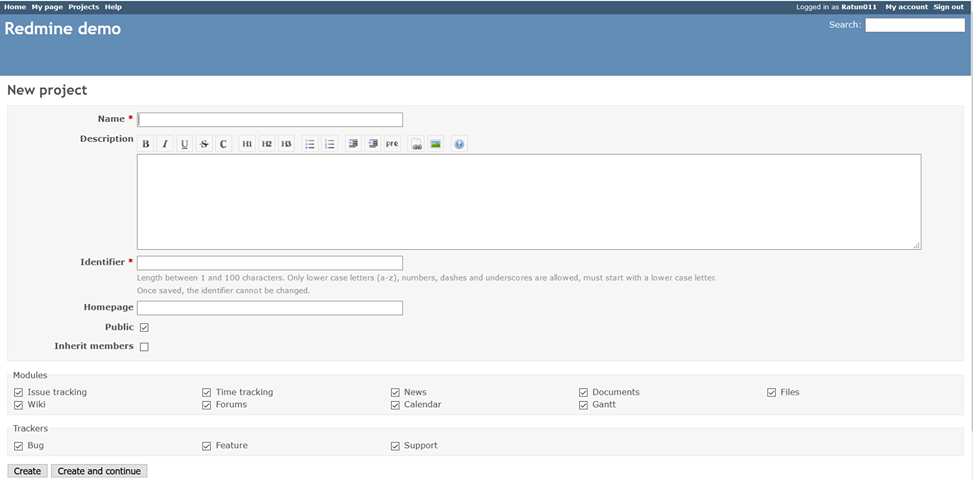 Home My page Projects Help Logged in as Ratun011 My account Sign out
Redmine demo
Search:
New project
Name *
Description B I U S C H1 H2 H3 pre
Identifier *
Length between 1 and 100 characters. Only lower case letters (a-z), numbers, dashes and underscores are allowed, must start with a lower case letter.
Once saved, the identifier cannot be changed.
Homepage
Public
Inherit members
Modules
Issue tracking Time tracking News Documents Files
Wiki Forums Calendar Gantt
Trackers
Bug Feature Support
Create Create and continue